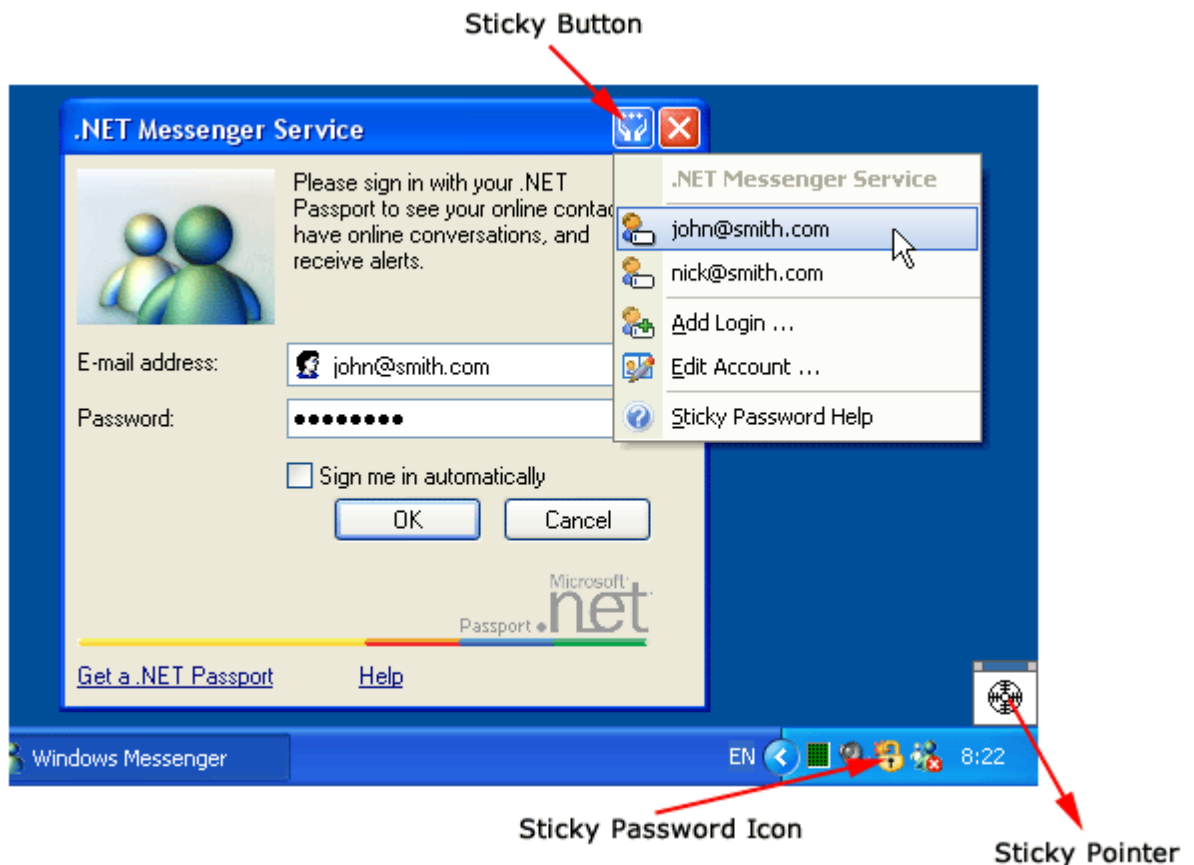 Sticky Button
.NET Messenger Service
Please sign in with your .NET
Passport to see your online contac
have online conversations, and
receive alerts.
.NET Messenger Service
john@smith.com
nick@smith.com
Add Login ...
Edit Account ...
Sticky Password Help
E-mail address:
john@smith.com
Password:
Sign me in automatically
OK
Cancel
Microsoft
Passport
.net
Get a .NET Passport
Help
Windows Messenger
EN
8:22
Sticky Password Icon
Sticky Pointer